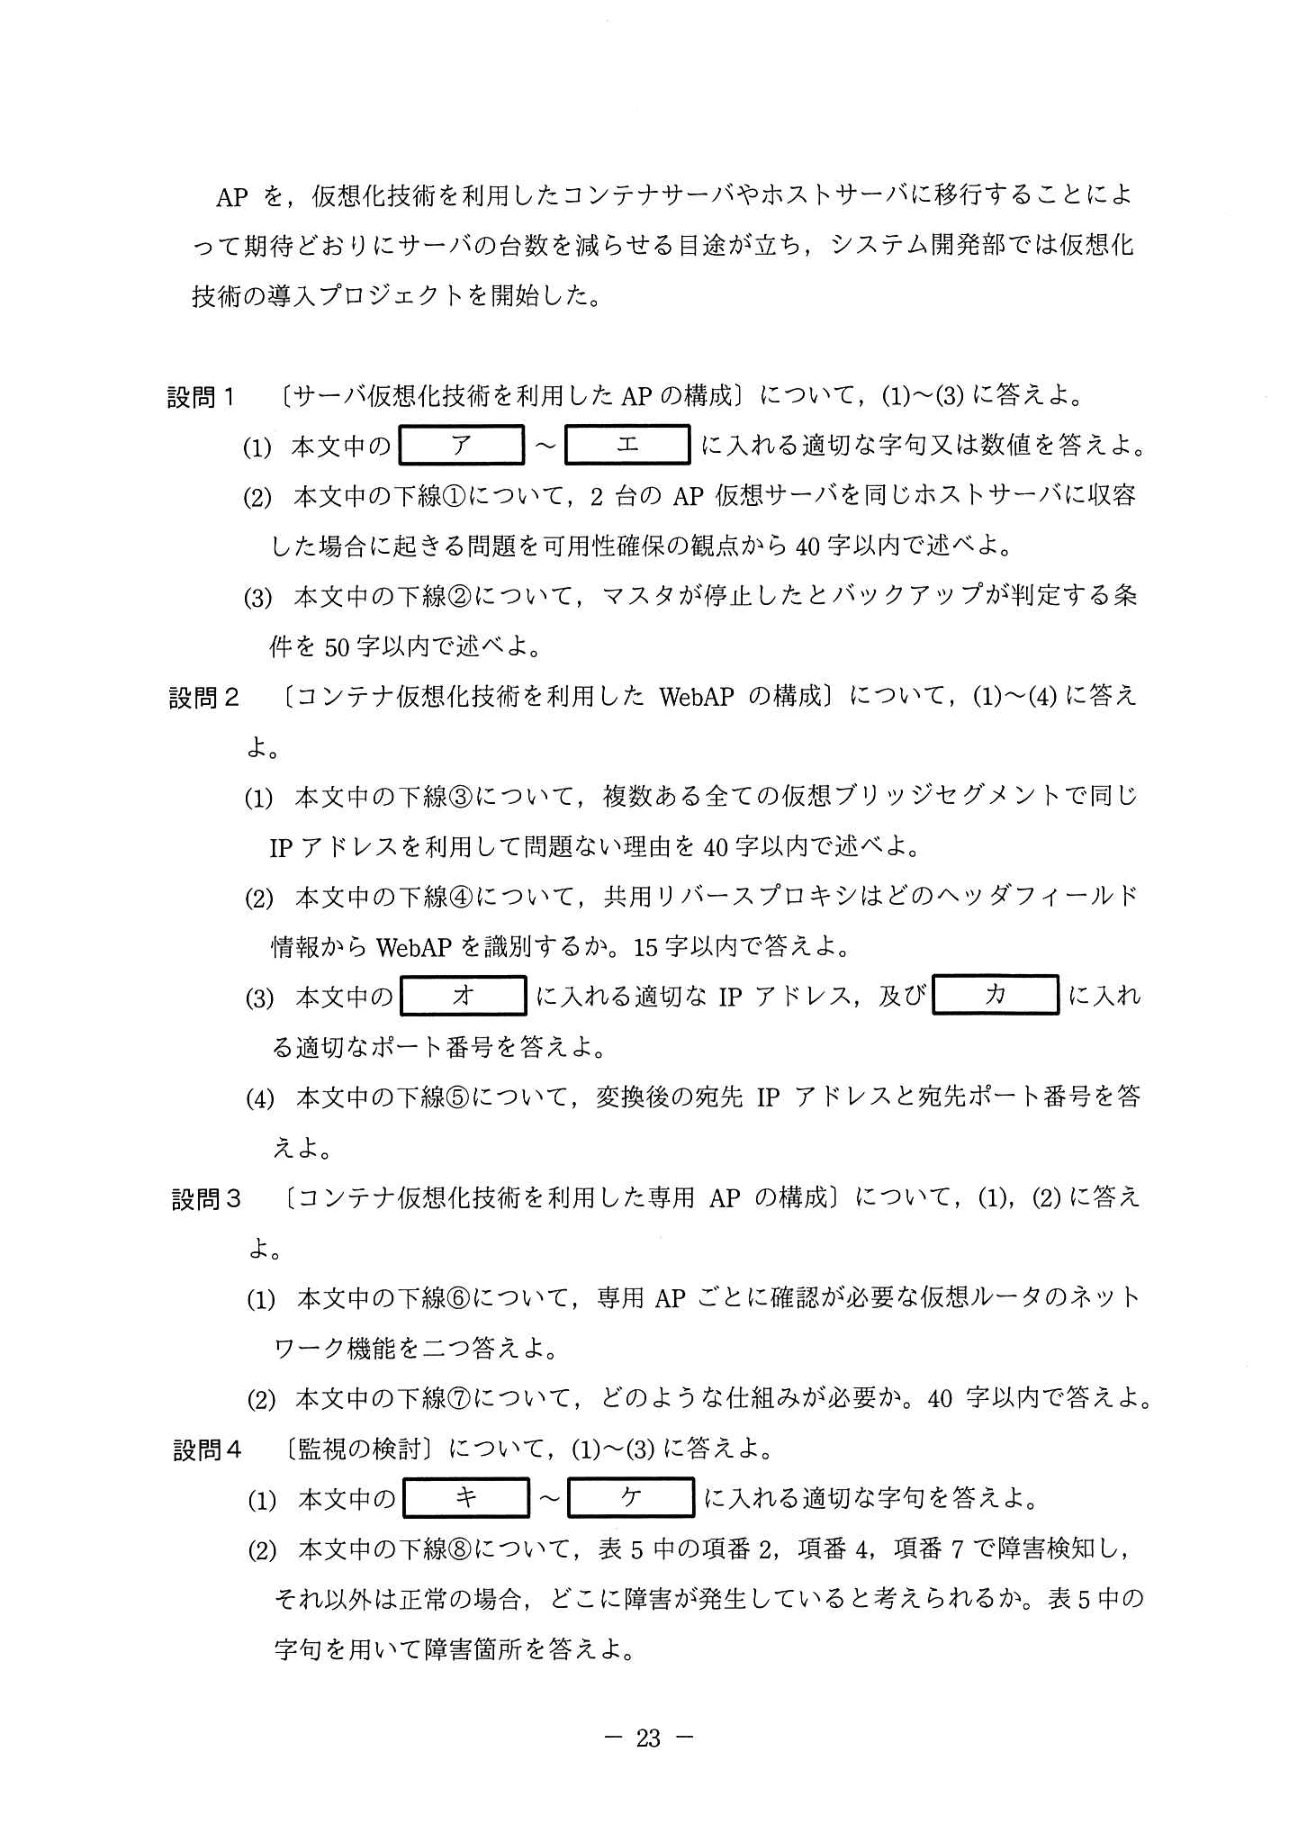 AP を，仮想化技術を利用したコンテナサーバやホストサーバに移行することによ
って期待どおりにサーバの台数を減らせる目途が立ち，システム開発部では仮想化
技術の導入プロジェクトを開始した。
設問1 〔サーバ仮想化技術を利用した AP の構成〕について，(1)～(3) に答えよ。
(1) 本文中の ア ～ エ に入れる適切な字句又は数値を答えよ。
(2) 本文中の下線①について，2 台の AP 仮想サーバを同じホストサーバに収容
した場合に起きる問題を可用性確保の観点から 40 字以内で述べよ。
(3) 本文中の下線②について，マスタが停止したとバックアップが判定する条
件を 50 字以内で述べよ。
設問2 〔コンテナ仮想化技術を利用した WebAP の構成〕について，(1)～(4) に答え
よ。
(1) 本文中の下線③について，複数ある全ての仮想ブリッジセグメントで同じ
IP アドレスを利用して問題ない理由を 40 字以内で述べよ。
(2) 本文中の下線④について，共用リバースプロキシはどのヘッダフィールド
情報から WebAP を識別するか。15 字以内で答えよ。
(3) 本文中の オ に入れる適切な IP アドレス，及び カ に入れ
る適切なポート番号を答えよ。
(4) 本文中の下線⑤について，変換後の宛先 IP アドレスと宛先ポート番号を答
えよ。
設問3 〔コンテナ仮想化技術を利用した専用 AP の構成〕について，(1)，(2) に答え
よ。
(1) 本文中の下線⑥について，専用 AP ごとに確認が必要な仮想ルータのネット
ワーク機能を二つ答えよ。
(2) 本文中の下線⑦について，どのような仕組みが必要か。40 字以内で答えよ。
設問4 〔監視の検討〕について，(1)～(3) に答えよ。
(1) 本文中の キ ～ ケ に入れる適切な字句を答えよ。
(2) 本文中の下線⑧について，表 5 中の項番 2，項番 4，項番 7 で障害検知し，
それ以外は正常の場合，どこに障害が発生していると考えられるか。表 5 中の
字句を用いて障害箇所を答えよ。
－ 23 －